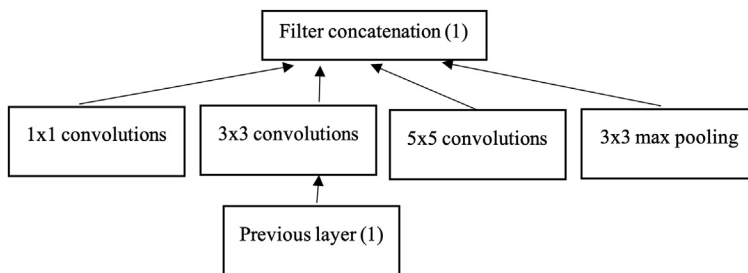 Filter concatenation (1)
1x1 convolutions
3x3 convolutions
5x5 convolutions
3x3 max pooling
Previous layer (1)